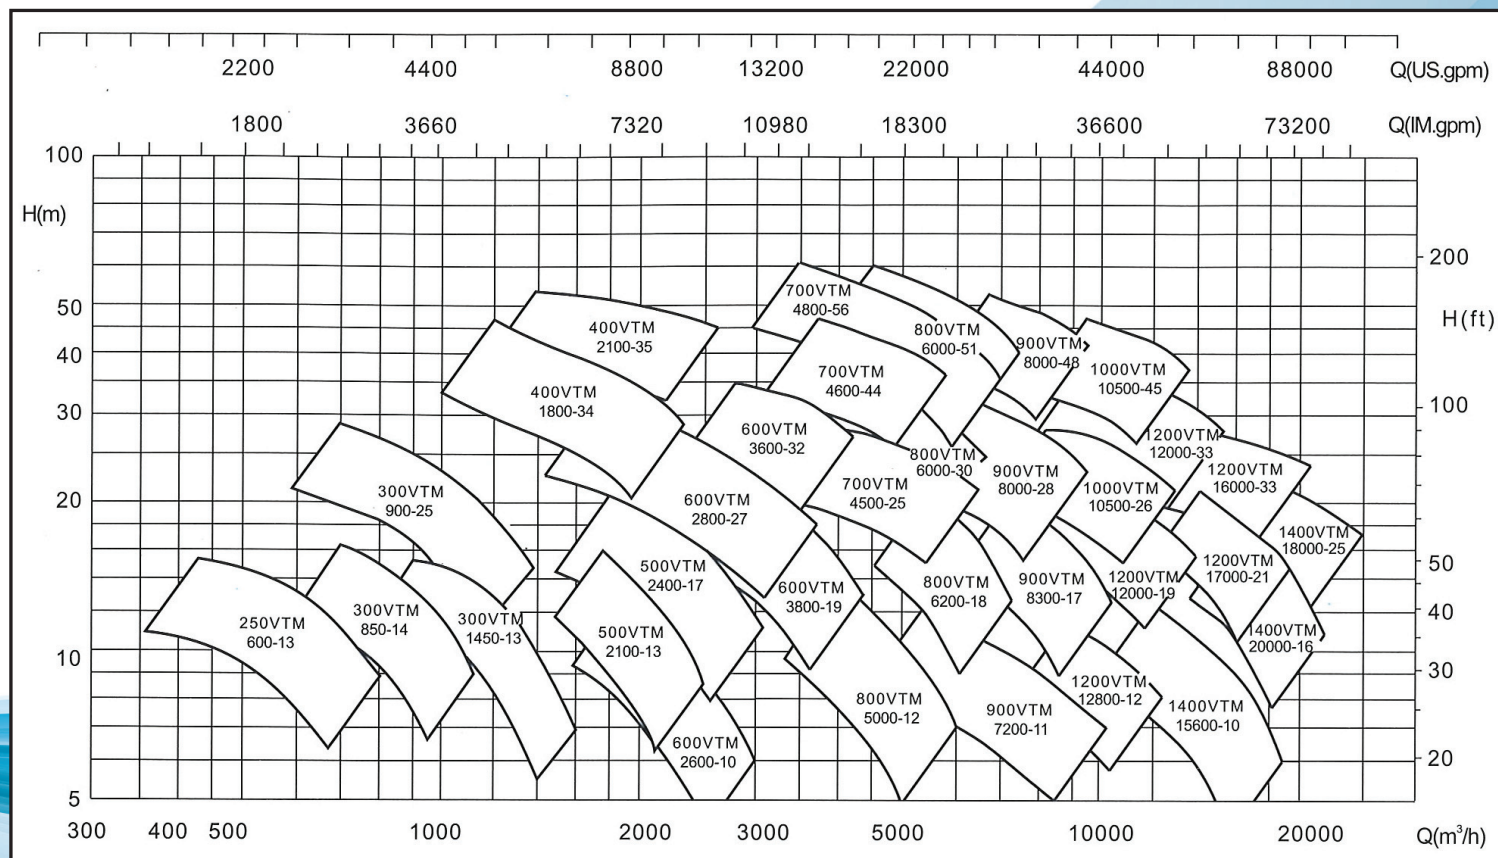 2200 4400 8800 13200 22000 44000 88000 Q(US.gpm)
1800 3660 7320 10980 18300 36600 73200 Q(IM.gpm)
100
H(m)
200
50
H(ft)
40
30
100
20
50
40
10
30
20
5
300 400 500 1000 2000 3000 5000 10000 20000 Q(m³/h)
700VTM
4800-56
400VTM
2100-35
800VTM
6000-51
900VTM
8000-48
1000VTM
10500-45
700VTM
4600-44
400VTM
1800-34
600VTM
3600-32
1200VTM
12000-33
800VTM
6000-30
1200VTM
16000-33
900VTM
8000-28
700VTM
4500-25
1000VTM
10500-26
300VTM
900-25
600VTM
2800-27
1400VTM
18000-25
500VTM
2400-17
1200VTM
17000-21
800VTM
6200-18
900VTM
8300-17
1200VTM
12000-19
600VTM
3800-19
300VTM
850-14
250VTM
600-13
300VTM
1450-13
500VTM
2100-13
1400VTM
20000-16
1200VTM
12800-12
800VTM
5000-12
900VTM
7200-11
1400VTM
15600-10
600VTM
2600-10